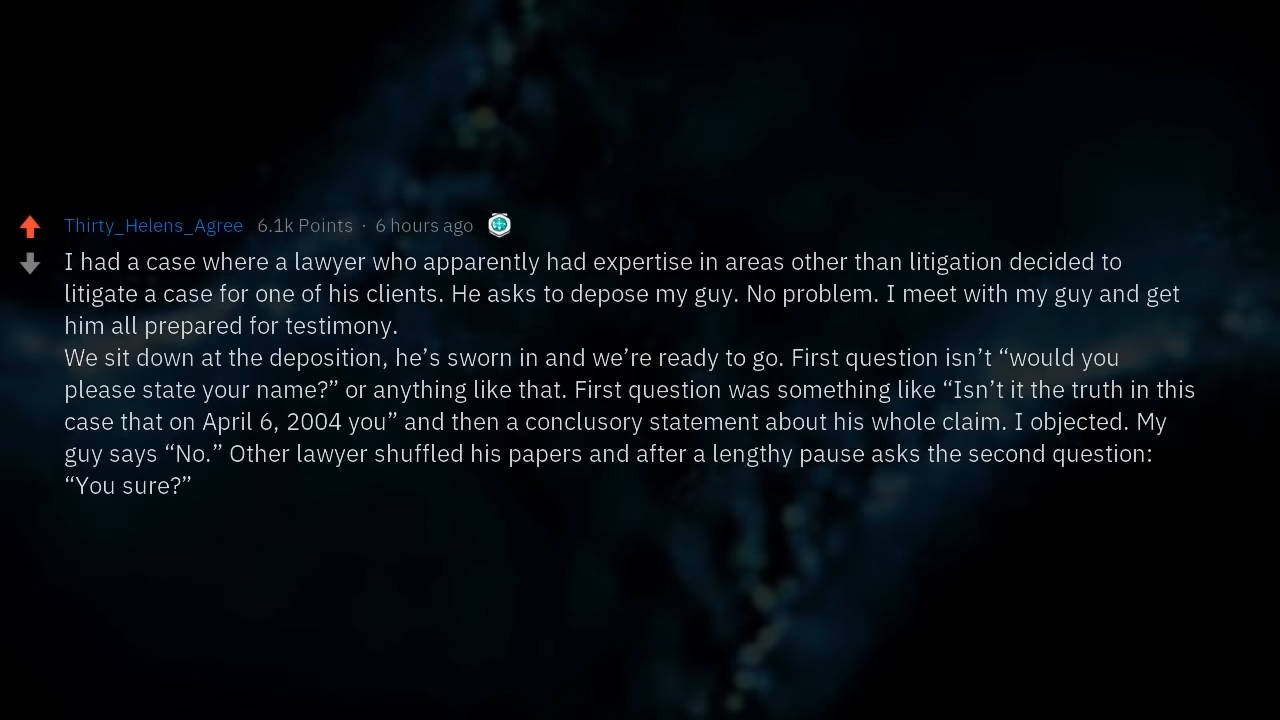 Thirty_Helens_Agree 6.1k Points · 6 hours ago
I had a case where a lawyer who apparently had expertise in areas other than litigation decided to
litigate a case for one of his clients. He asks to depose my guy. No problem. I meet with my guy and get
him all prepared for testimony.
We sit down at the deposition, he’s sworn in and we’re ready to go. First question isn’t “would you
please state your name?” or anything like that. First question was something like “Isn’t it the truth in this
case that on April 6, 2004 you” and then a conclusory statement about his whole claim. I objected. My
guy says “No.” Other lawyer shuffled his papers and after a lengthy pause asks the second question:
“You sure?”